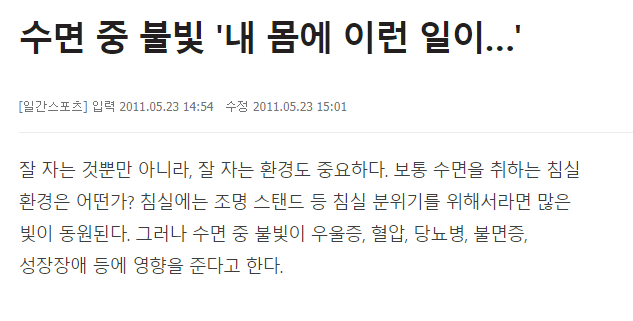 수면 중 불빛 '내 몸에 이런 일이…'
[일간스포츠] 입력 2011.05.23 14:54 수정 2011.05.23 15:01
잘 자는 것뿐만 아니라, 잘 자는 환경도 중요하다. 보통 수면을 취하는 침실
환경은 어떤가? 침실에는 조명 스탠드 등 침실 분위기를 위해서라면 많은
빛이 동원된다. 그러나 수면 중 불빛이 우울증, 혈압, 당뇨병, 불면증,
성장장애 등에 영향을 준다고 한다.